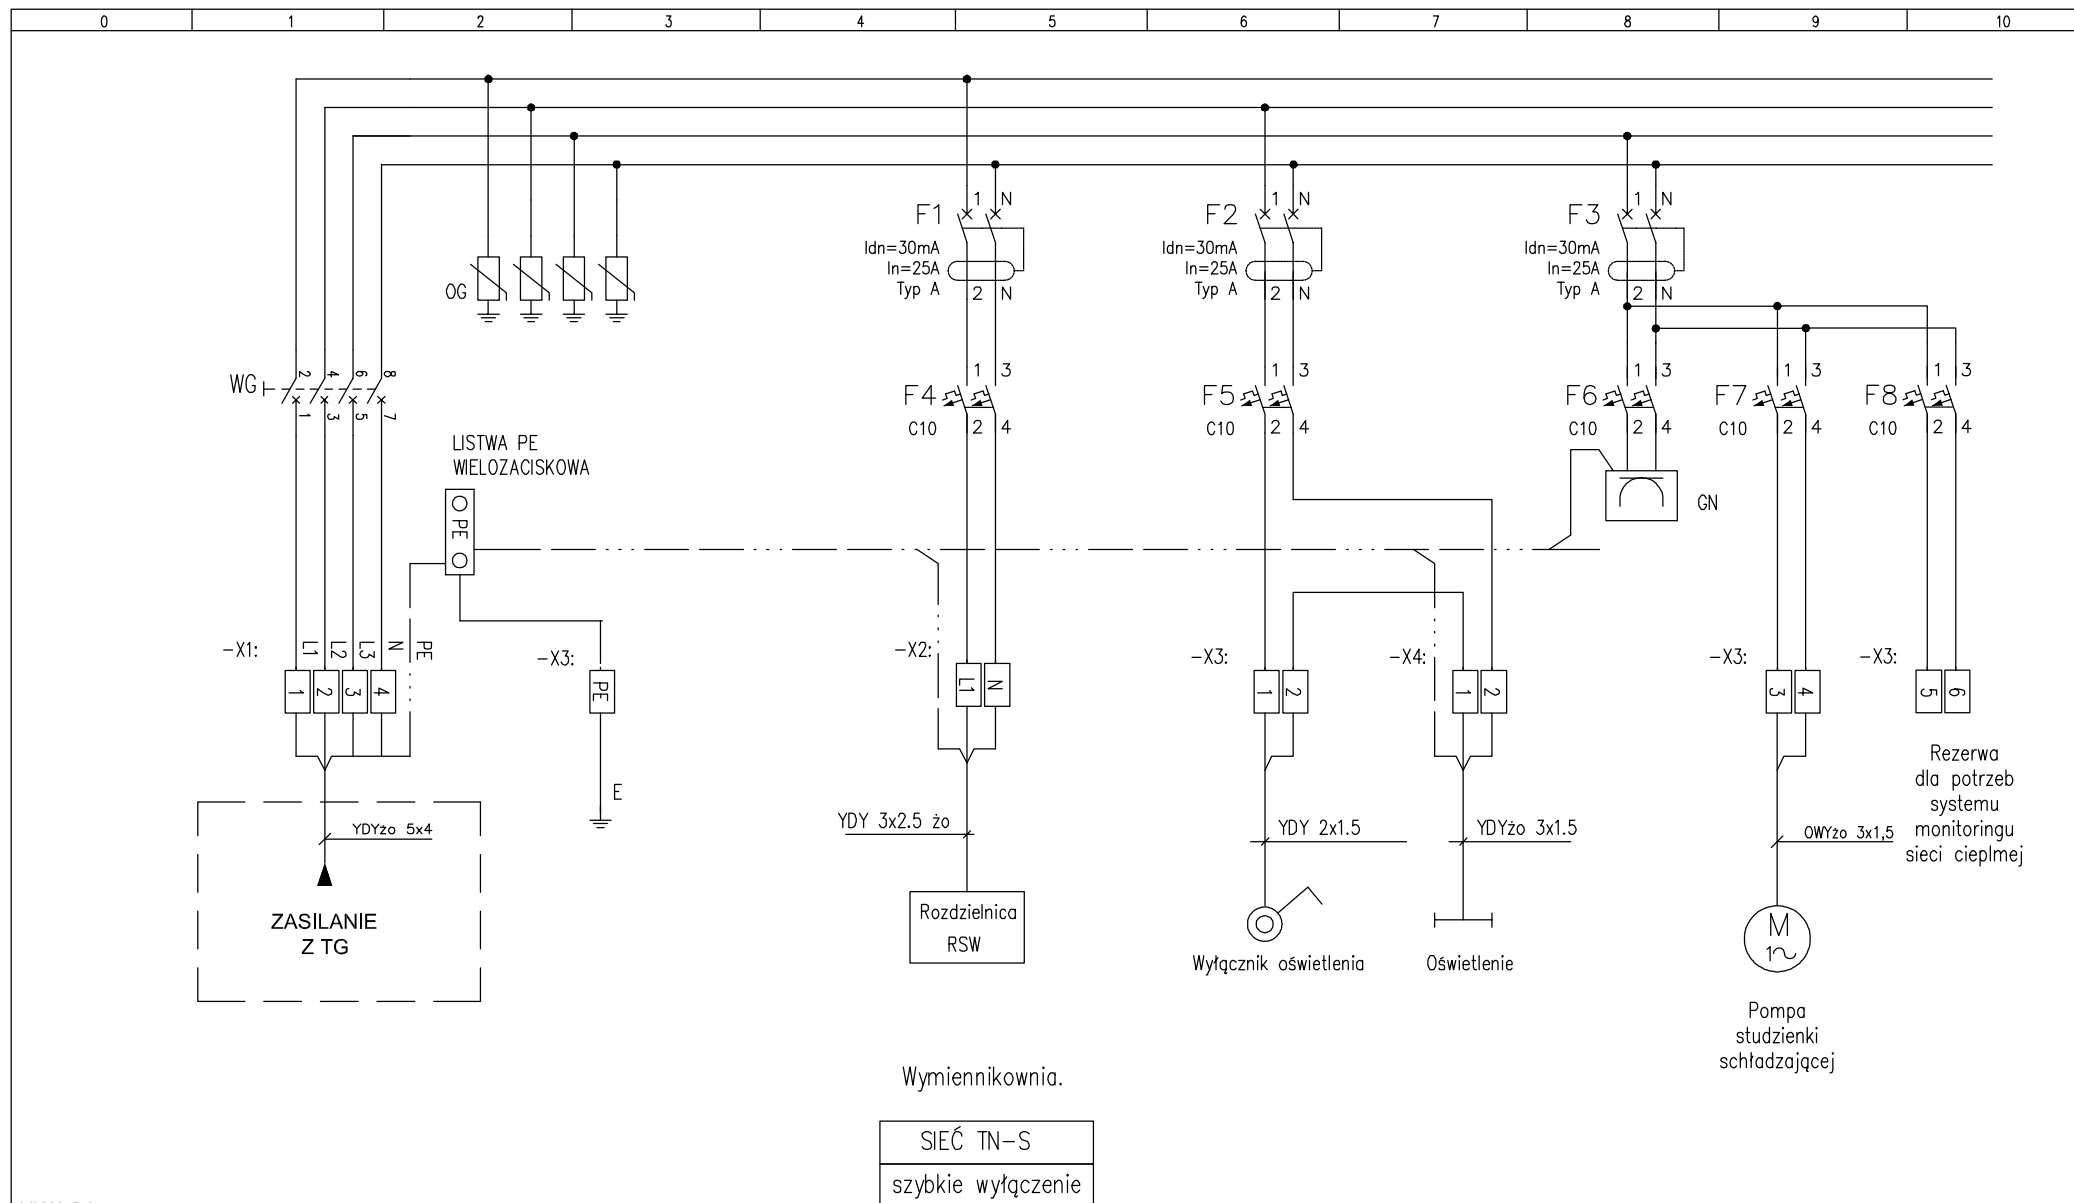 0 1 2 3 4 5 6 7 8 9 10
1 N 1 N 1 N
F1 F2 F3
Idn=30mA Idn=30mA Idn=30mA
In=25A In=25A In=25A
Typ A Typ A Typ A
2 N 2 N 2 N
OG
WG
2 4 6 8
1 3 5 7
1 3 1 3 1 3 1 3 1 3
F4 F5 F6 F7 F8
C10 C10 C10 C10 C10
2 4 2 4 2 4 2 4 2 4
LISTWA PE
WIELOZACISKOWA
PE
GN
-X1: L1 L2 L3 N PE
-X3: -X2: -X3: -X4: -X3: -X3:
1 2 3 4 PE L1 N 1 2 1 2 3 4 5 6
E
YDYżo 5x4
YDY 3x2.5 żo
YDY 2x1.5
YDYżo 3x1.5
OWYżo 3x1,5
Rezerwa
dla potrzeb
systemu
monitoringu
sieci cieplmej
ZASILANIE
Z TG
Rozdzielnica
RSW
Wyłącznik oświetlenia
Oświetlenie
M
1~
Pompa
studzienki
schładzającej
Wymiennikownia.
SIEĆ TN-S
szybkie wyłączenie